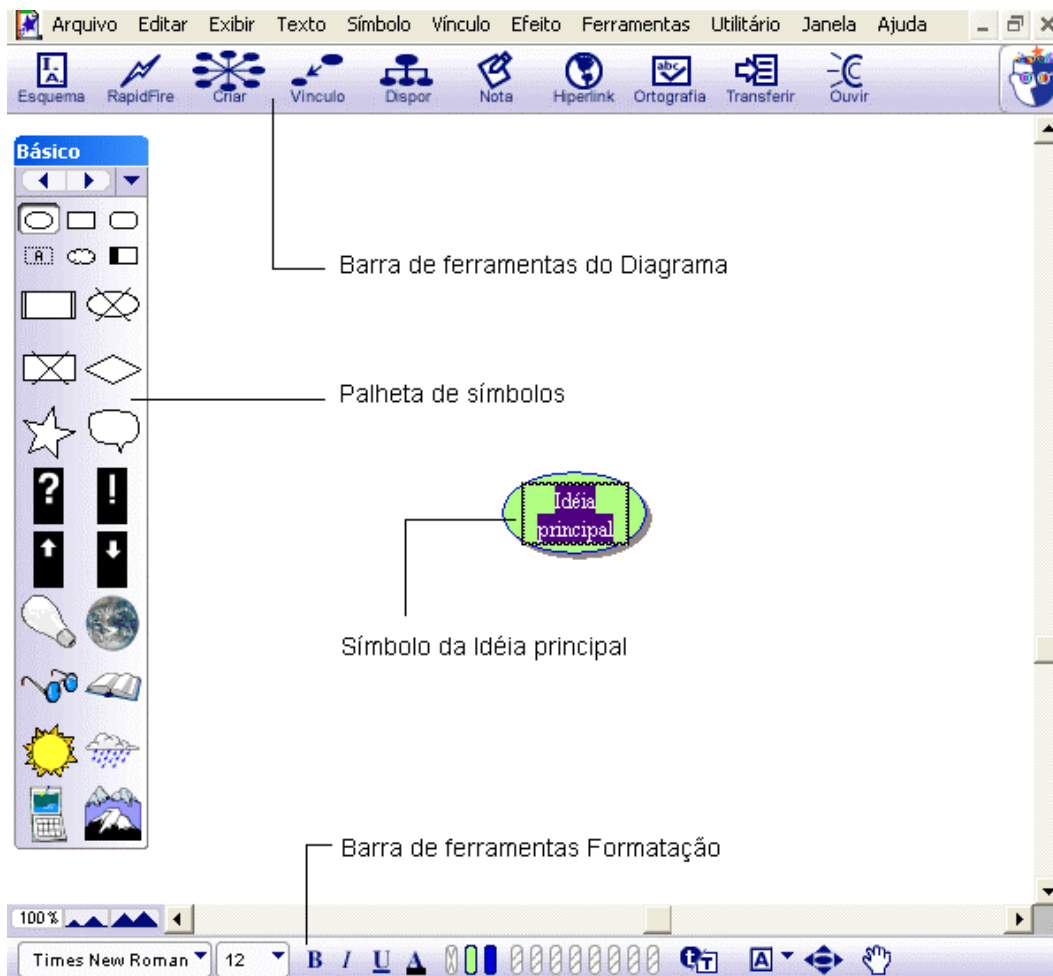 Arquivo Editar Exibir Texto Símbolo Vínculo Efeito Ferramentas Utilitário Janela Ajuda
Esquema RapidFire Criar Vínculo Dispor Nota Hiperlink Ortografia Transferir Ouvir
Básico
Barra de ferramentas do Diagrama
Palheta de símbolos
Idéia
principal
Símbolo da Idéia principal
Barra de ferramentas Formatação
100%
Times New Roman 12 B I U A